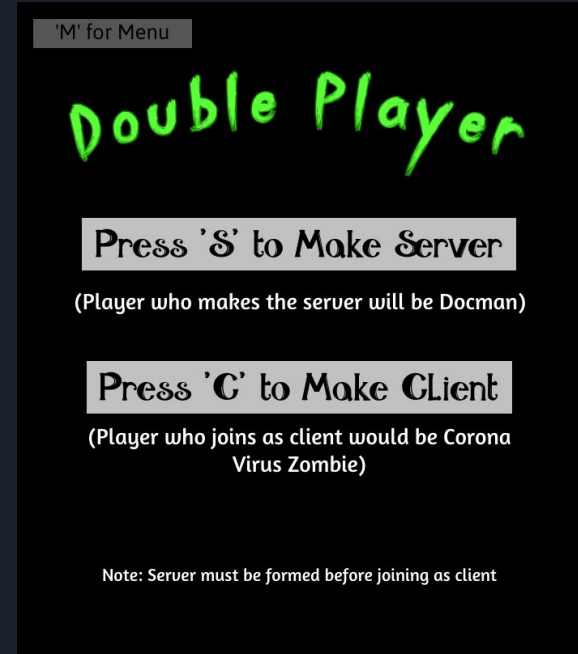 'M' for Menu
Double Player
Press 'S' to Make Server
(Player who makes the server will be Docman)
Press 'C' to Make CLient
(Player who joins as client would be Corona
Virus Zombie)
Note: Server must be formed before joining as client